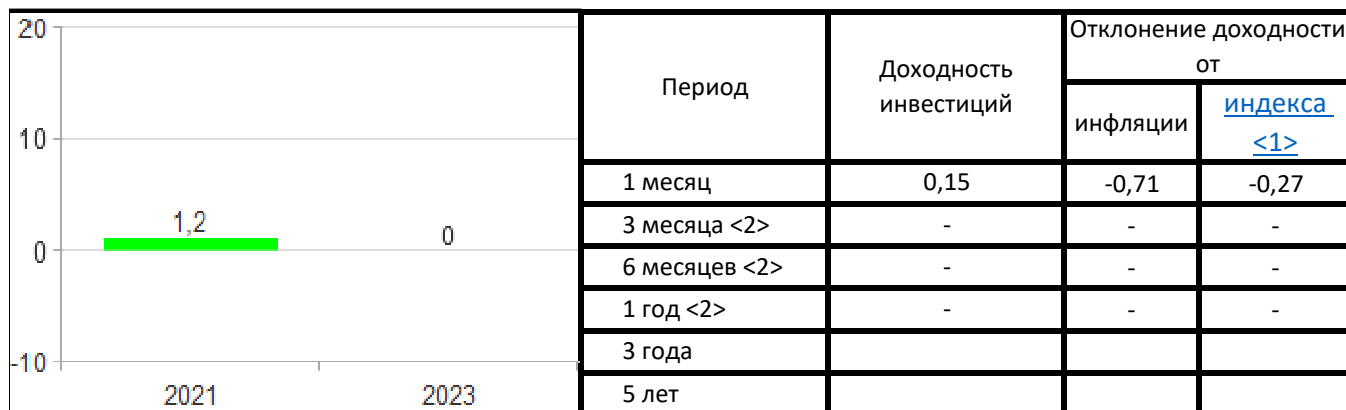 20
10
0
-10
1,2
0
2021
2023
Период
Доходность
инвестиций
Отклонение доходности
от
инфляции
индекса
<1>
1 месяц 0,15 -0,71 -0,27
3 месяца <2> - - -
6 месяцев <2> - - -
1 год <2> - - -
3 года
5 лет